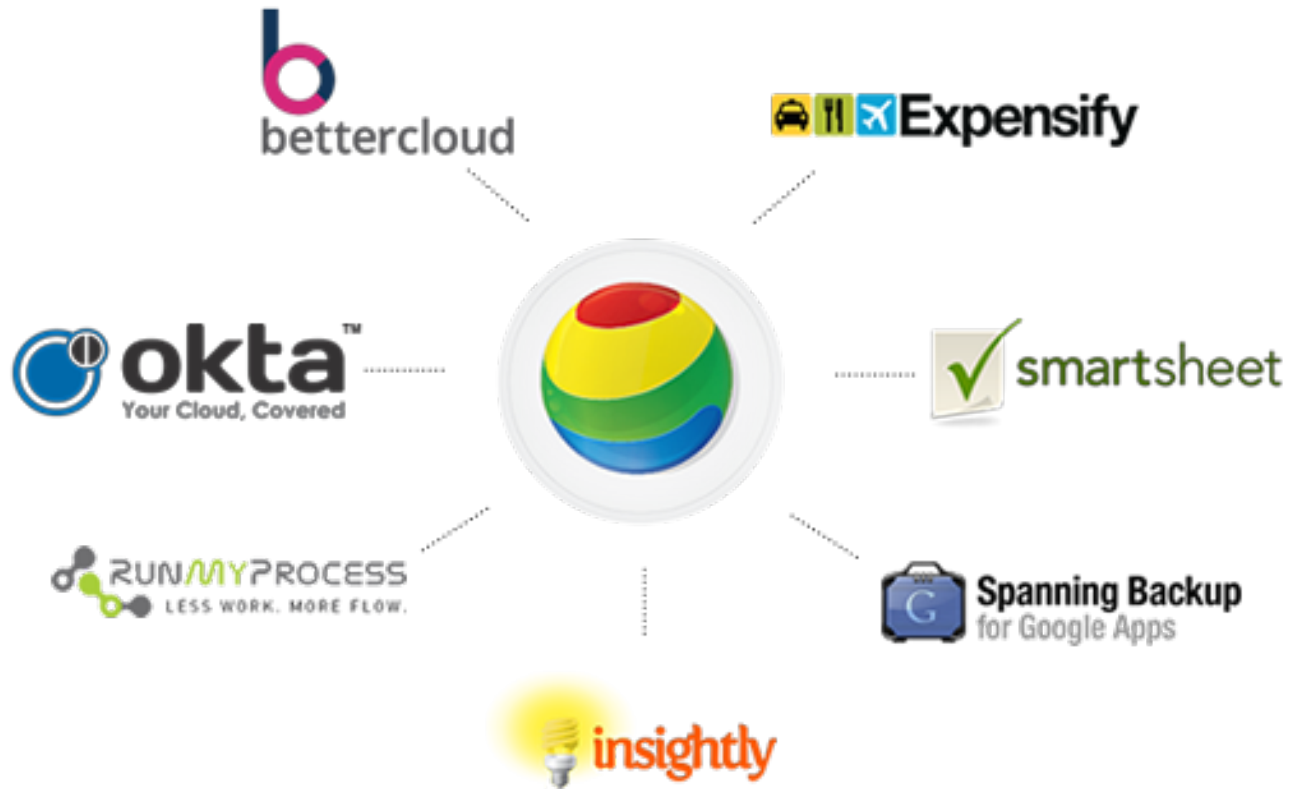 bettercloud
Expensify
okta™
Your Cloud, Covered
smartsheet
RUNMYPROCESS
LESS WORK. MORE FLOW.
G
Spanning Backup
for Google Apps
insightly